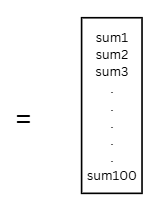 sum1
sum2
sum3
.
.
=
.
.
.
sum100